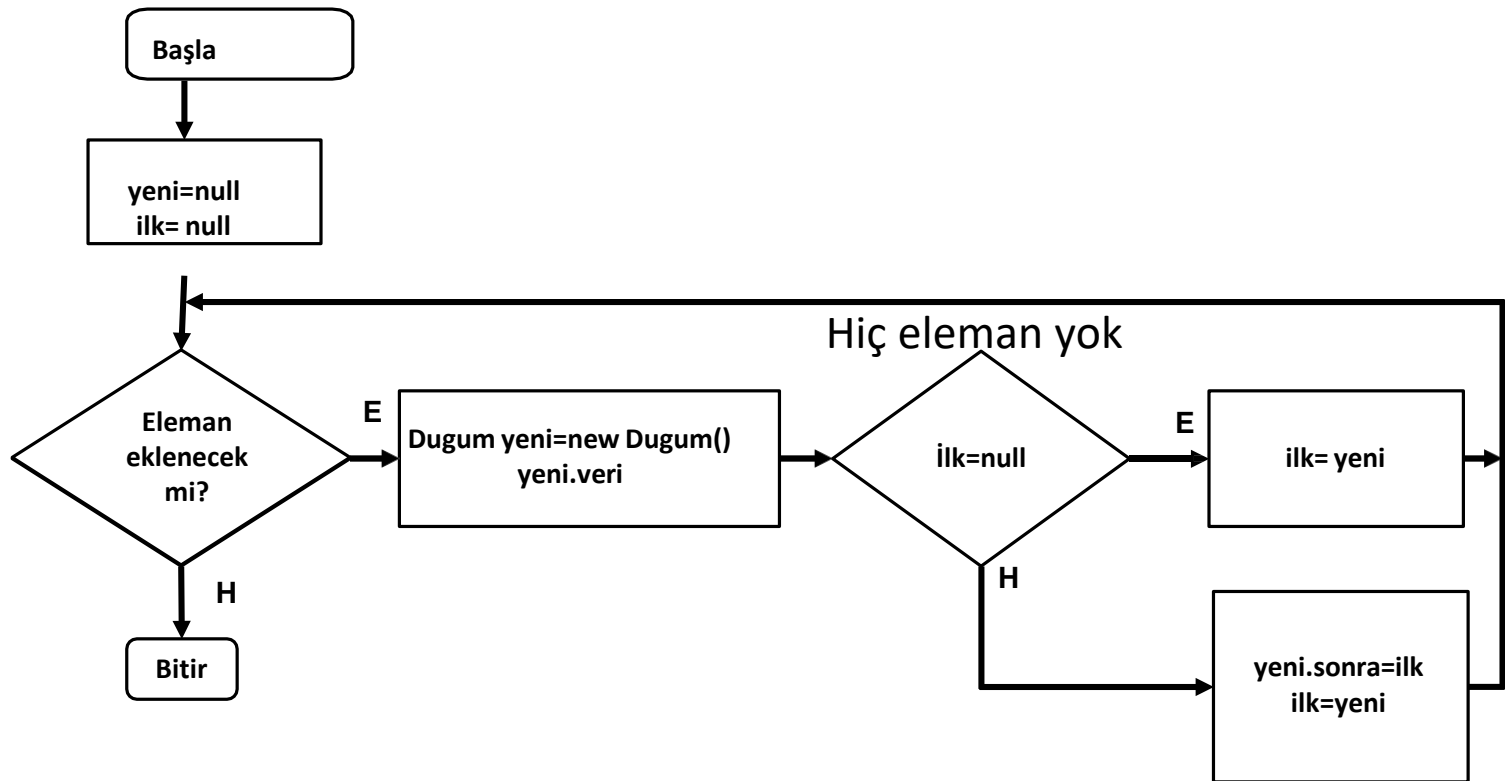 Başla
yeni=null
ilk= null
Hiç eleman yok
Eleman
eklenecek
mi?
E
Dugum yeni=new Dugum()
yeni.veri
İlk=null
E
ilk= yeni
H
H
Bitir
yeni.sonra=ilk
ilk=yeni